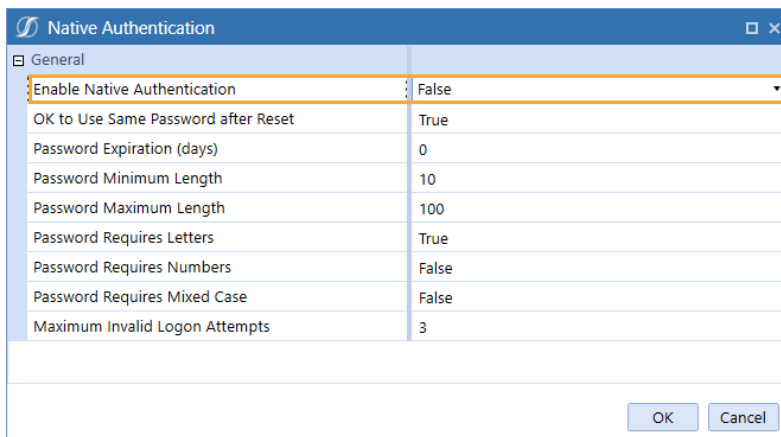 Native Authentication
General
Enable Native Authentication False
OK to Use Same Password after Reset True
Password Expiration (days) 0
Password Minimum Length 10
Password Maximum Length 100
Password Requires Letters True
Password Requires Numbers False
Password Requires Mixed Case False
Maximum Invalid Logon Attempts 3
OK Cancel